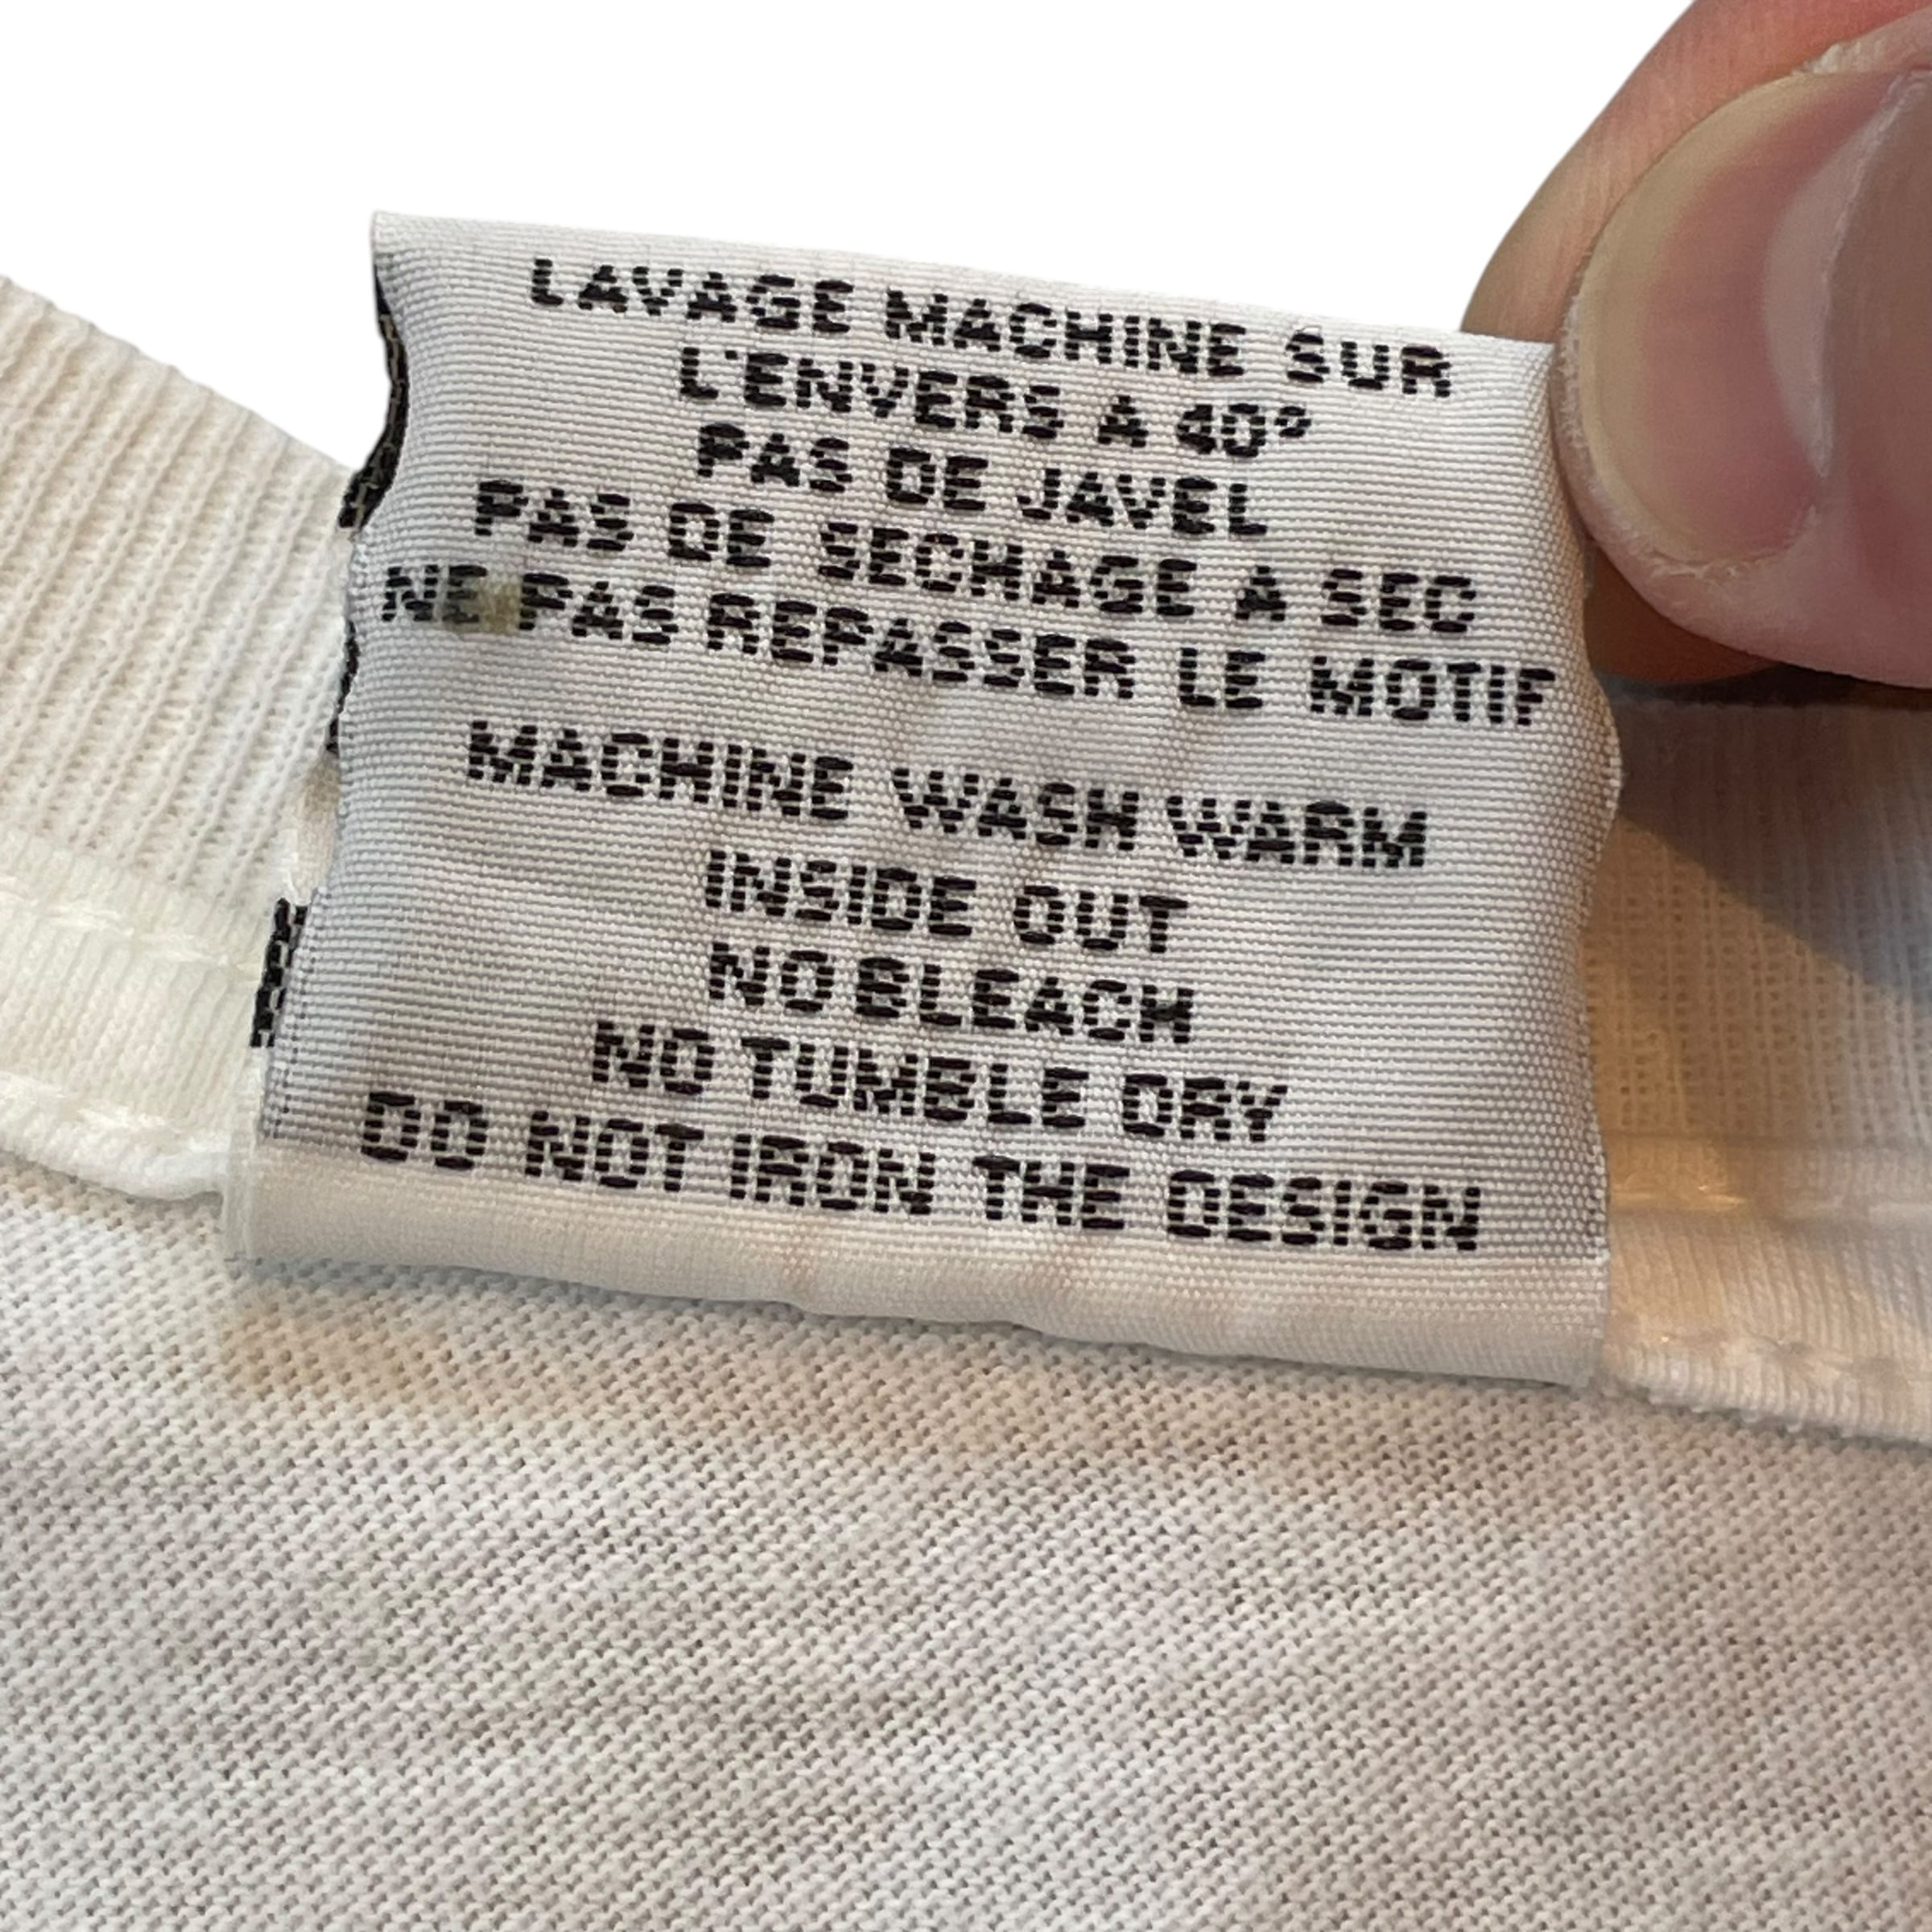 LAVAGE MACHINE SUR
L'ENVERS A 40°
PAS DE JAVEL
PAS DE SECHAGE A SEC
NE PAS REPASSER LE MOTIF
MACHINE WASH WARM
INSIDE OUT
NO BLEACH
NO TUMBLE DRY
DO NOT IRON THE DESIGN